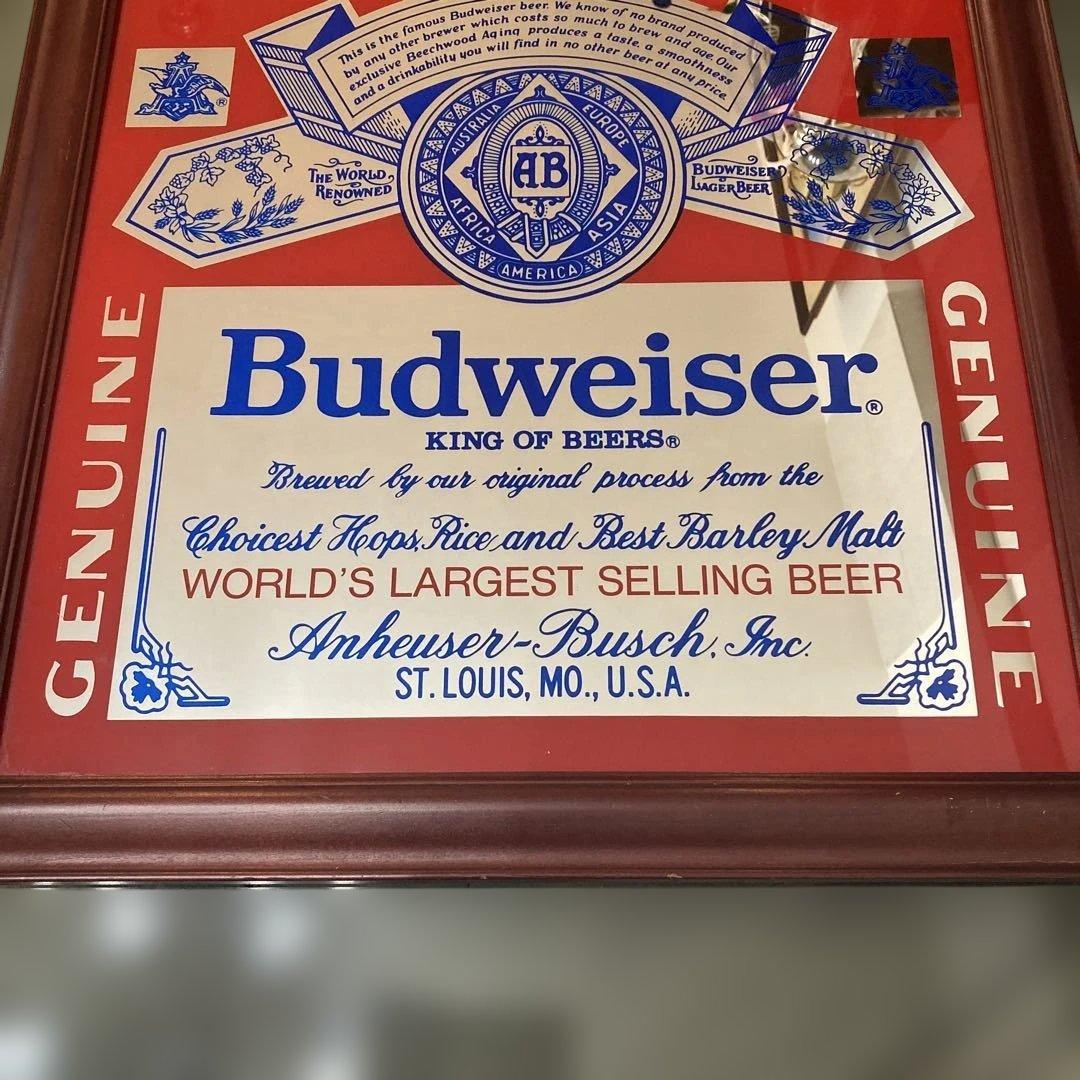 This is the famous Budweiser beer. We know of no brand produced
by any other brewer which costs so much to brew and age. Our
exclusive Beechwood Aging produces a taste, a smoothness
and a drinkability you will find in no other beer at any price.
A
®
AUSTRALIA
EUROPE
AB
AFRICA
ASIA
AMERICA
THE WORLD
RENOWNED
BUDWEISER
LAGER BEER
GENUINE
GENUINE
Budweiser®
KING OF BEERS®
Brewed by our original process from the
Choicest Hops, Rice and Best Barley Malt
WORLD'S LARGEST SELLING BEER
Anheuser-Busch, Inc.
ST. LOUIS, MO., U.S.A.